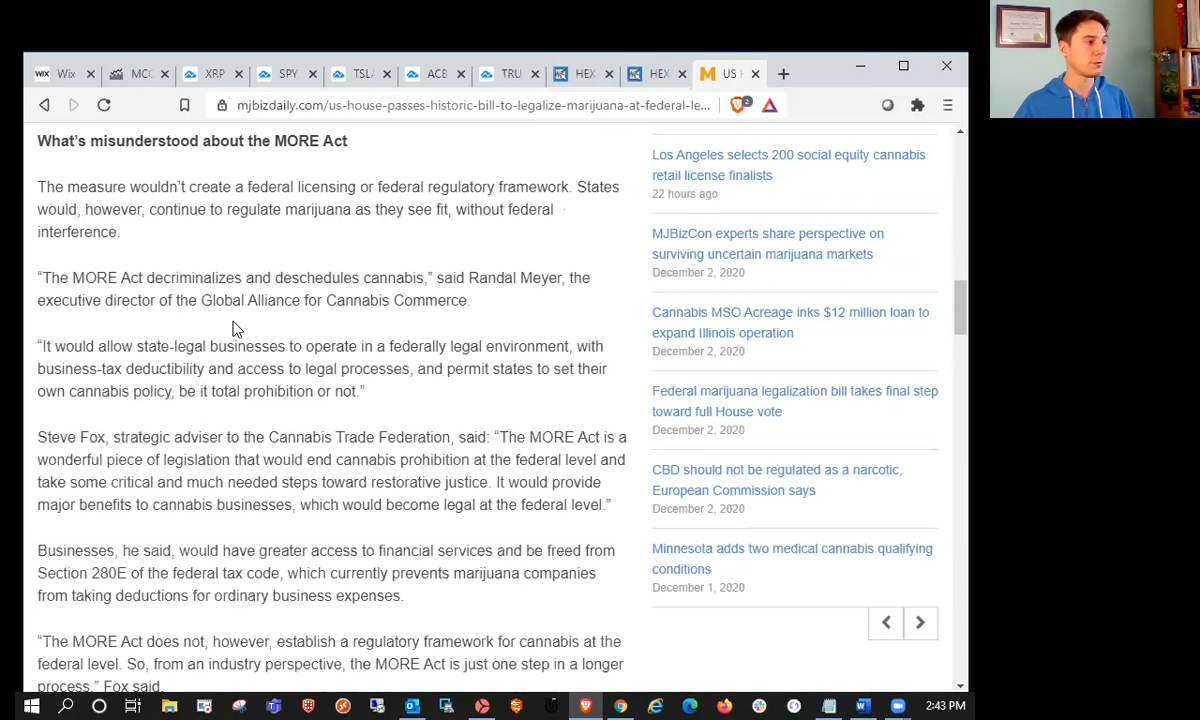 Wix
MCC
XRP
SPY
TSL
ACB
TRU
HEX
HEX
US H
mjbizdaily.com/us-house-passes-historic-bill-to-legalize-marijuana-at-federal-le...
2
What's misunderstood about the MORE Act
The measure wouldn't create a federal licensing or federal regulatory framework. States
would, however, continue to regulate marijuana as they see fit, without federal
interference.
“The MORE Act decriminalizes and deschedules cannabis,” said Randal Meyer, the
executive director of the Global Alliance for Cannabis Commerce.
“It would allow state-legal businesses to operate in a federally legal environment, with
business-tax deductibility and access to legal processes, and permit states to set their
own cannabis policy, be it total prohibition or not.”
Steve Fox, strategic adviser to the Cannabis Trade Federation, said: “The MORE Act is a
wonderful piece of legislation that would end cannabis prohibition at the federal level and
take some critical and much needed steps toward restorative justice. It would provide
major benefits to cannabis businesses, which would become legal at the federal level.”
Businesses, he said, would have greater access to financial services and be freed from
Section 280E of the federal tax code, which currently prevents marijuana companies
from taking deductions for ordinary business expenses.
“The MORE Act does not, however, establish a regulatory framework for cannabis at the
federal level. So, from an industry perspective, the MORE Act is just one step in a longer
process,” Fox said.
Los Angeles selects 200 social equity cannabis
retail license finalists
22 hours ago
MJBizCon experts share perspective on
surviving uncertain marijuana markets
December 2, 2020
Cannabis MSO Acreage inks $12 million loan to
expand Illinois operation
December 2, 2020
Federal marijuana legalization bill takes final step
toward full House vote
December 2, 2020
CBD should not be regulated as a narcotic,
European Commission says
December 2, 2020
Minnesota adds two medical cannabis qualifying
conditions
December 1, 2020
2:43 PM